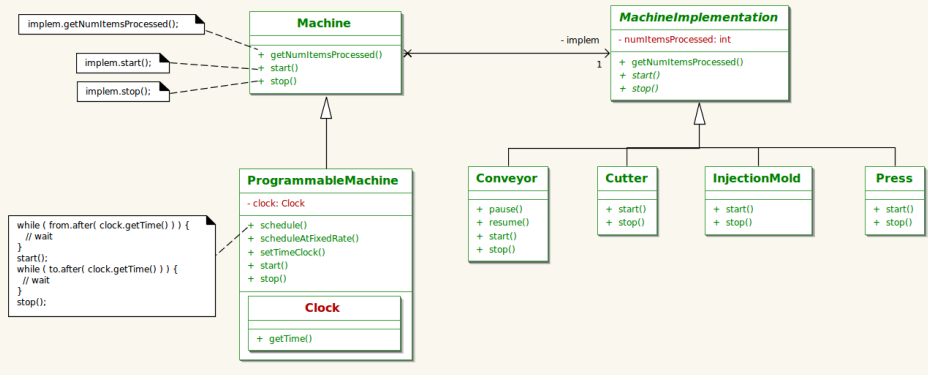 implem.getNumItemsProcessed();
implem.start();
implem.stop();
Machine
+ getNumItemsProcessed()
+ start()
+ stop()
- implem
1
MachineImplementation
- numItemsProcessed: int
+ getNumItemsProcessed()
+ start()
+ stop()
while ( from.after( clock.getTime() ) ) {
// wait
}
start();
while ( to.after( clock.getTime() ) ) {
// wait
}
stop();
ProgrammableMachine
- clock: Clock
+ schedule()
+ scheduleAtFixedRate()
+ setTimeClock()
+ start()
+ stop()
Clock
+ getTime()
Conveyor
+ pause()
+ resume()
+ start()
+ stop()
Cutter
+ start()
+ stop()
InjectionMold
+ start()
+ stop()
Press
+ start()
+ stop()